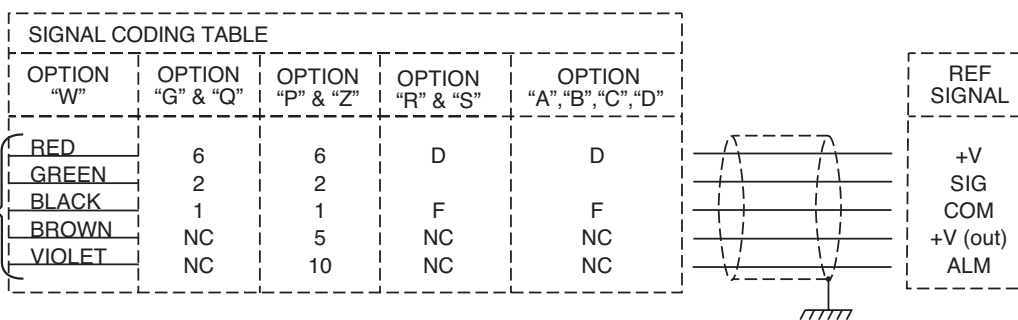 SIGNAL CODING TABLE
OPTION "W" OPTION "G" & "Q" OPTION "P" & "Z" OPTION "R" & "S" OPTION "A","B","C","D" REF SIGNAL
RED 6 6 D D +V
GREEN 2 2 SIG
BLACK 1 1 F F COM
BROWN NC 5 NC NC +V (out)
VIOLET NC 10 NC NC ALM